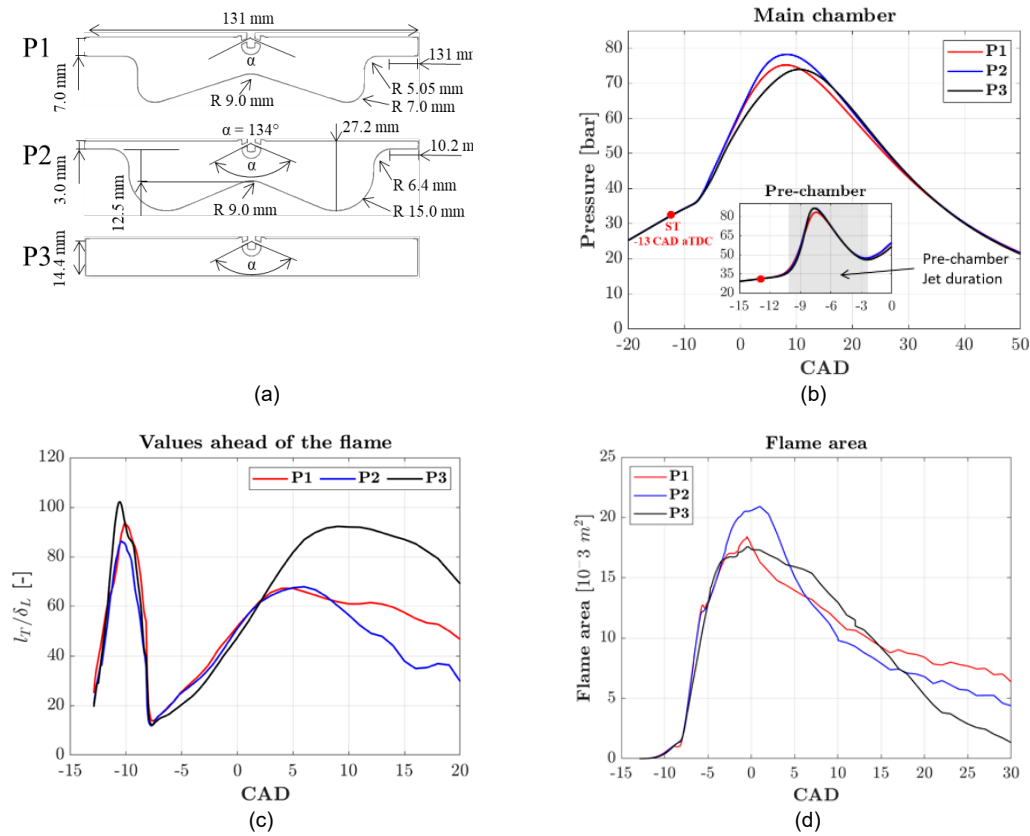 131 mm
P1
α
131 m
7.0 mm
R 9.0 mm
R 5.05 mm
R 7.0 mm
α = 134°
27.2 mm
P2
α
10.2 m
3.0 mm
12.5 mm
R 9.0 mm
R 6.4 mm
R 15.0 mm
P3
α
14.4 mm
(a)
Main chamber
Pressure [bar]
80
70
60
50
40
30
20
10
0
P1
P2
P3
ST
-13 CAD aTDC
Pre-chamber
90
75
60
45
30
-15
-12
-9
-6
-3
0
Pre-chamber
Jet duration
-20
-10
0
10
20
30
40
50
CAD
(b)
Values ahead of the flame
l_T/δ_L [-]
120
100
80
60
40
20
0
P1
P2
P3
-15
-10
-5
0
5
10
15
20
CAD
(c)
Flame area
Flame area [10⁻3 m²]
25
20
15
10
5
0
P1
P2
P3
-15
-10
-5
0
5
10
15
20
25
30
CAD
(d)